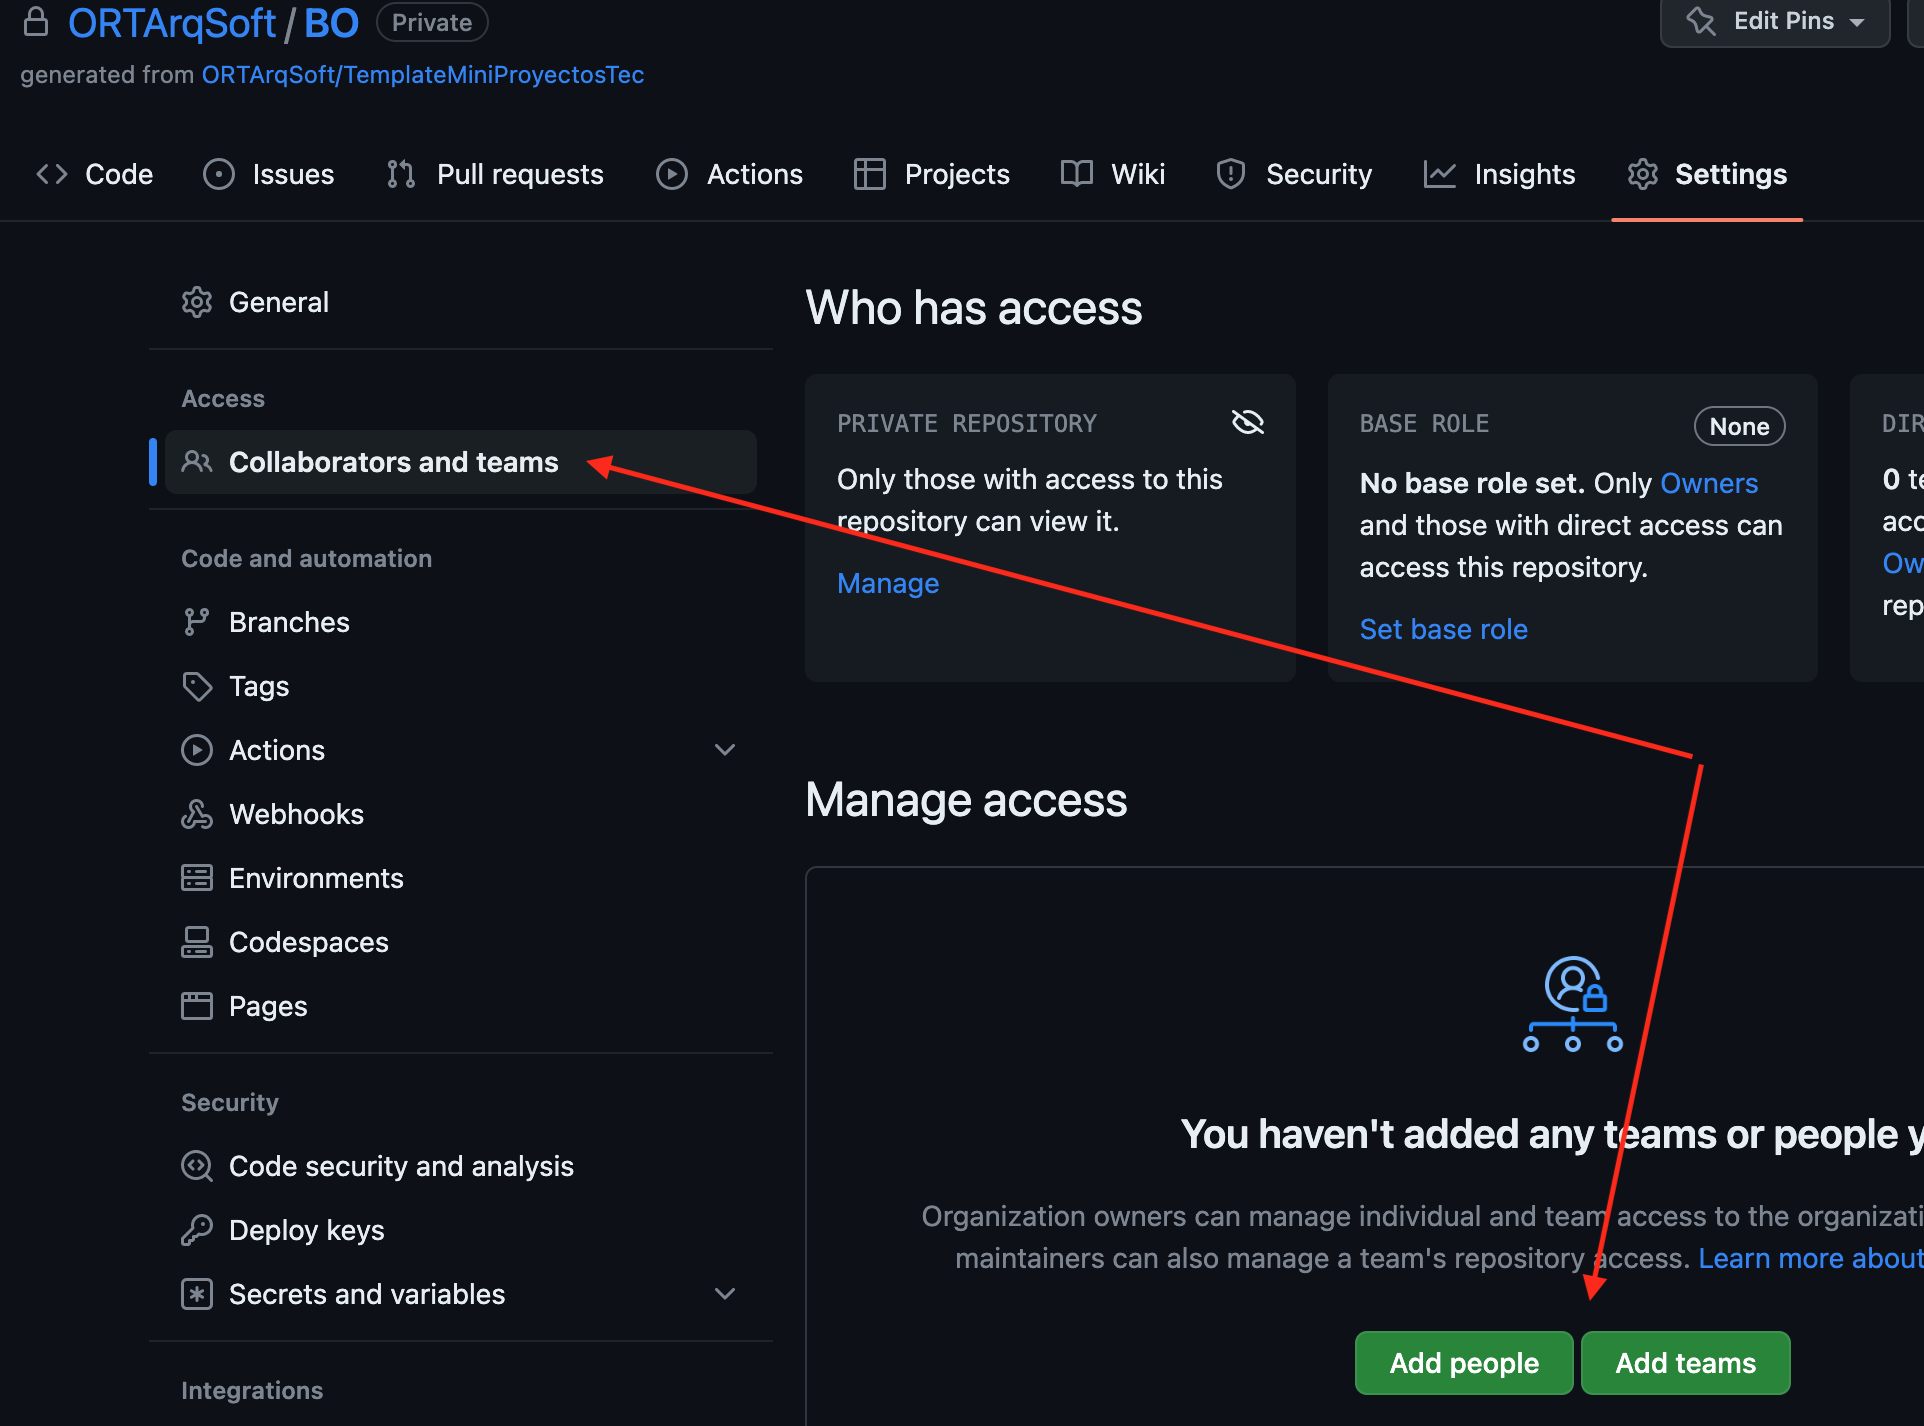 ORTArqSoft / BO Private
Edit Pins
generated from ORTArqSoft/TemplateMiniProyectosTec
Code Issues Pull requests Actions Projects Wiki Security Insights Settings
General
Access
Collaborators and teams
Code and automation
Branches
Tags
Actions
Webhooks
Environments
Codespaces
Pages
Security
Code security and analysis
Deploy keys
Secrets and variables
Integrations
Who has access
PRIVATE REPOSITORY
Only those with access to this
repository can view it.
Manage
BASE ROLE None
No base role set. Only Owners
and those with direct access can
access this repository.
Set base role
DIR
0 te
acc
Ow
rep
Manage access
You haven't added any teams or people y
Organization owners can manage individual and team access to the organizati
maintainers can also manage a team's repository access. Learn more about
Add people
Add teams